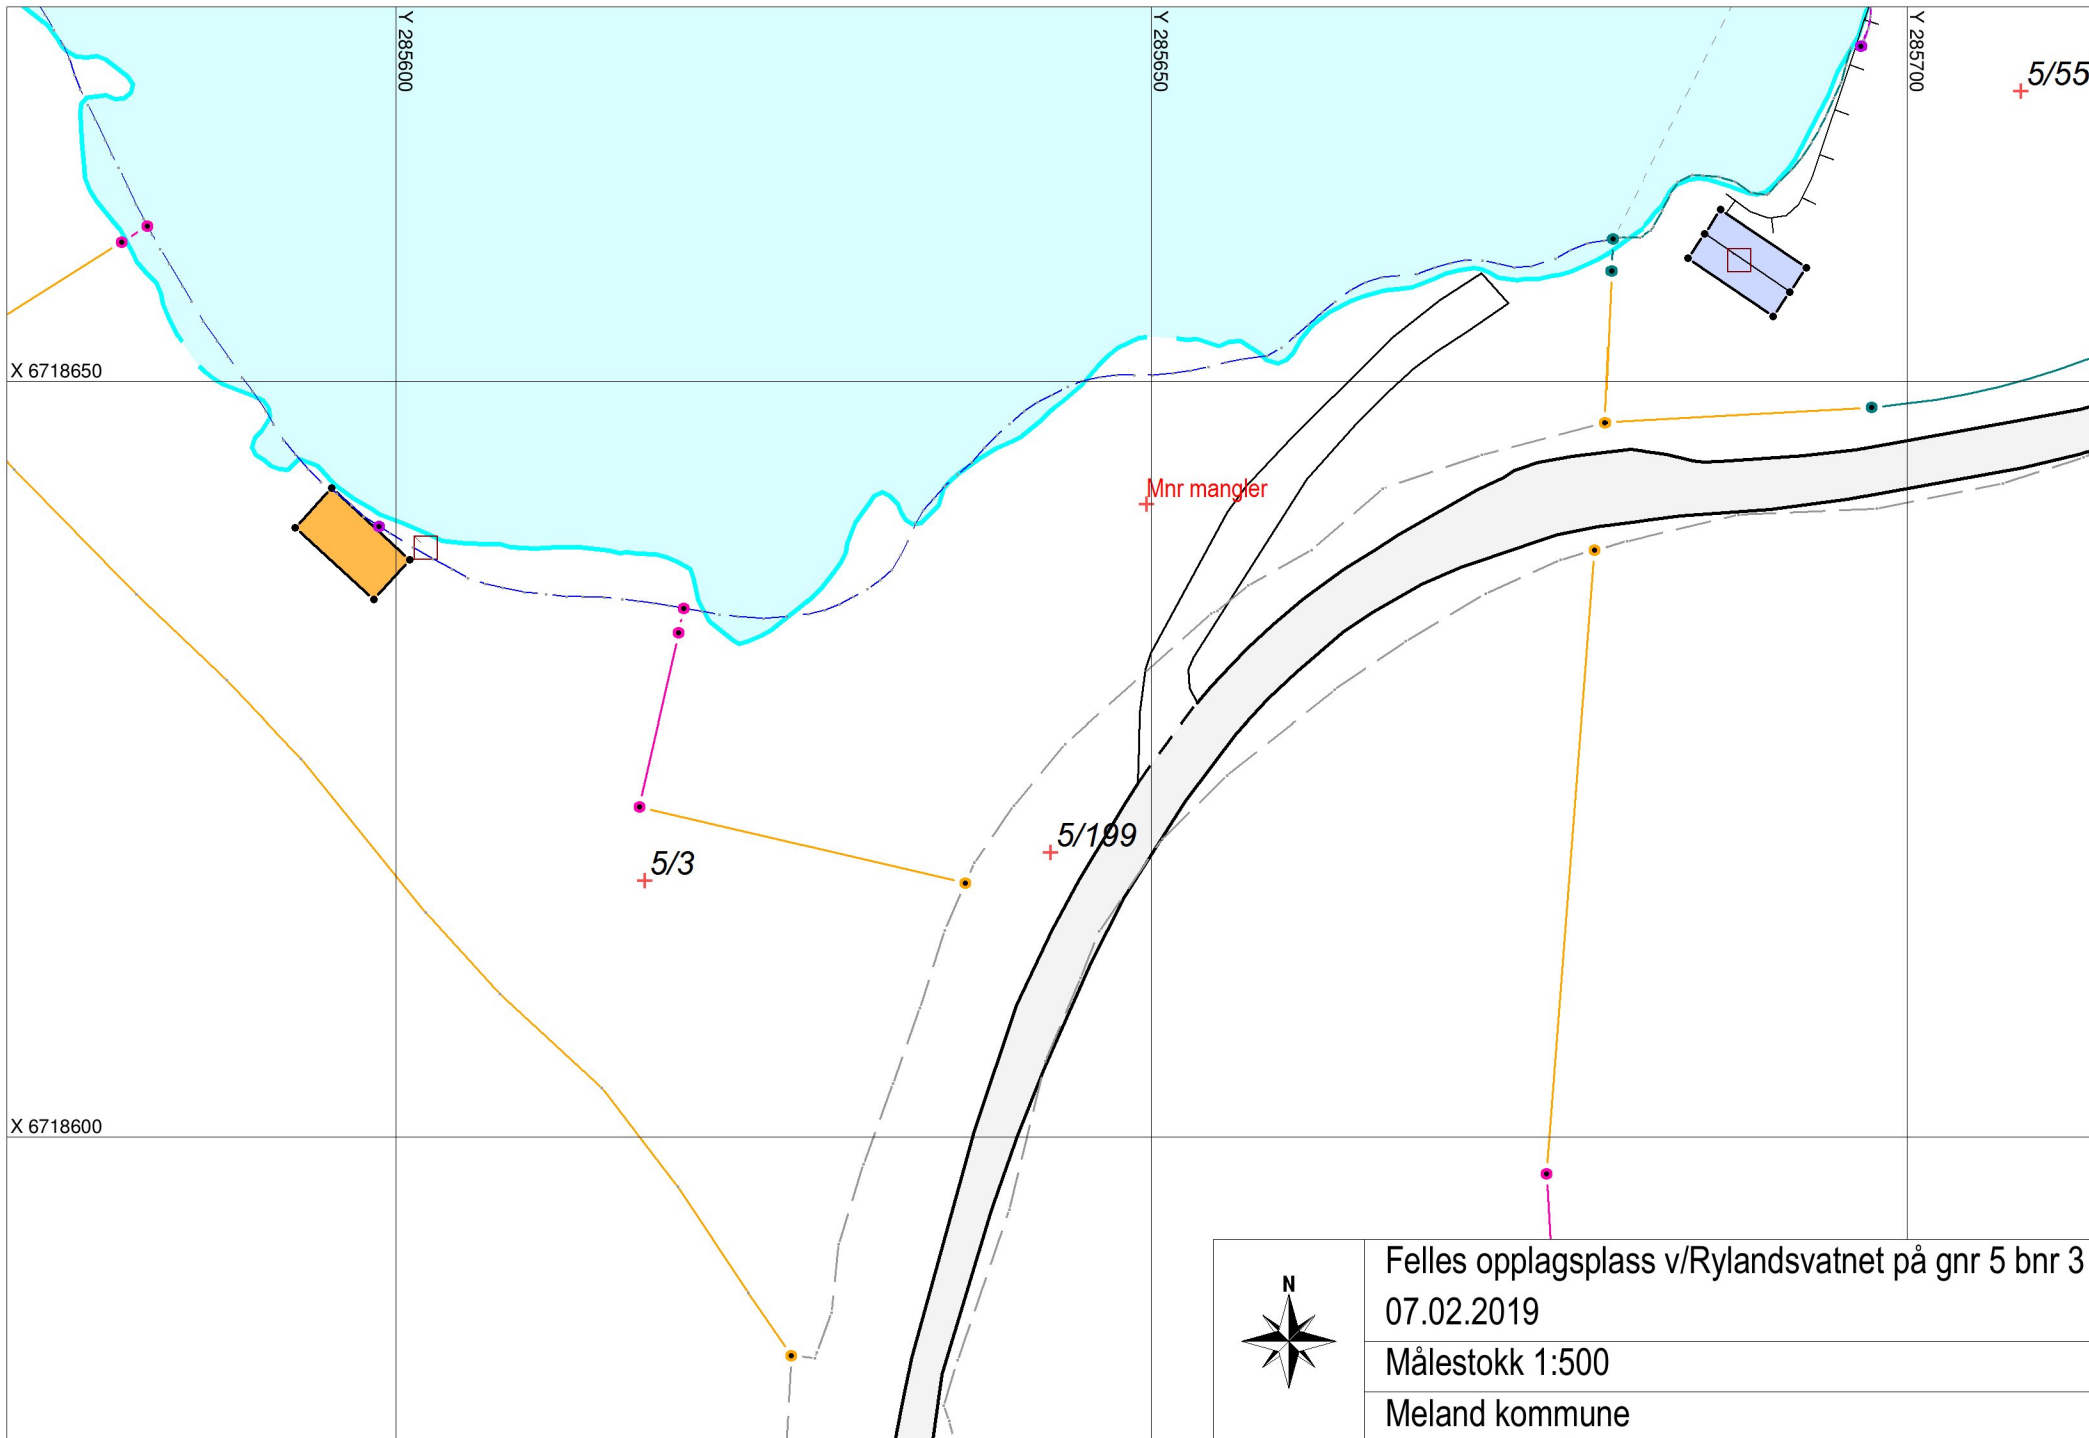 Y 285600
Y 285650
Y 285700
5/55
X 6718650
Mnr mangler
5/199
5/3
X 6718600
N
Felles opplagsplass v/Rylandsvatnet på gnr 5 bnr 3
07.02.2019
Målestokk 1:500
Meland kommune